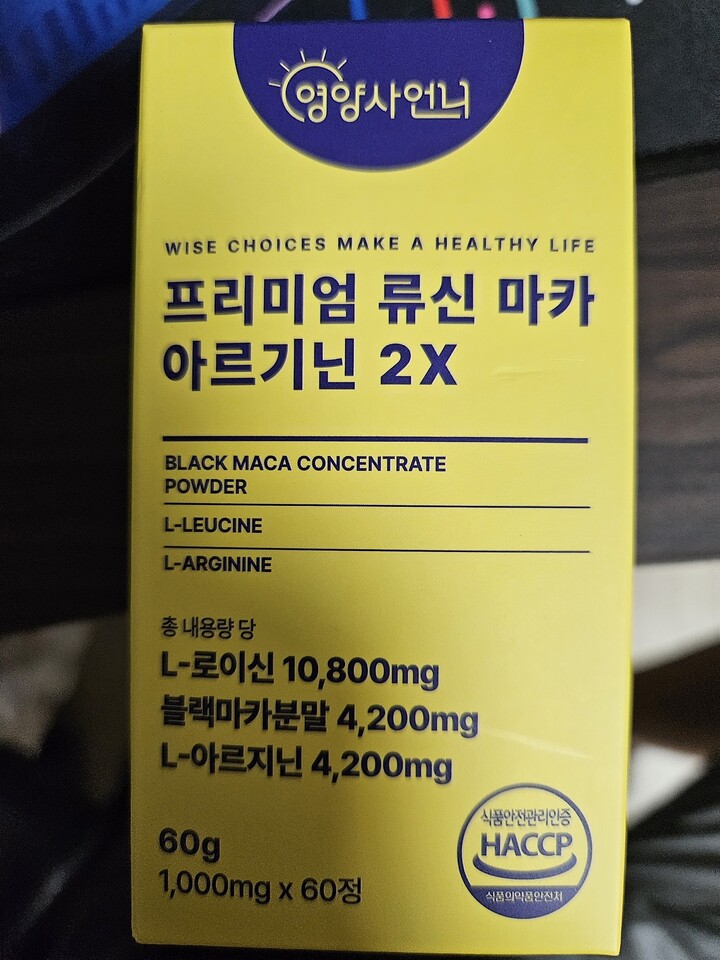 영양사언니
WISE CHOICES MAKE A HEALTHY LIFE
프리미엄 류신 마카
아르기닌 2X
BLACK MACA CONCENTRATE
POWDER
L-LEUCINE
L-ARGININE
총 내용량 당
L-로이신 10,800mg
블랙마카분말 4,200mg
L-아르지닌 4,200mg
60g
1,000mg x 60정
식품안전관리인증
HACCP
식품의약품안전처